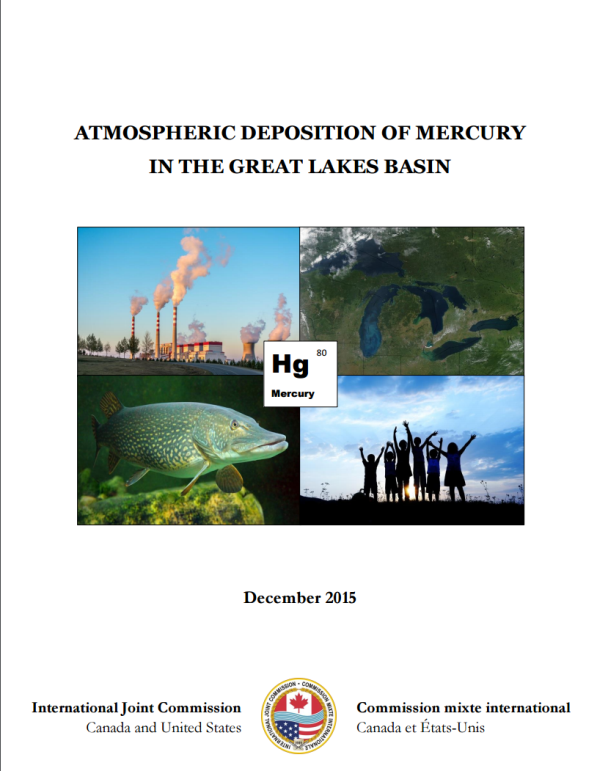 ATMOSPHERIC DEPOSITION OF MERCURY
IN THE GREAT LAKES BASIN
80
Hg
Mercury
December 2015
International Joint Commission
Canada and United States
INTERNATIONAL JOINT COMMISSION • COMMISSION MIXTE INTERNATIONALE
Commission mixte international
Canada et États-Unis